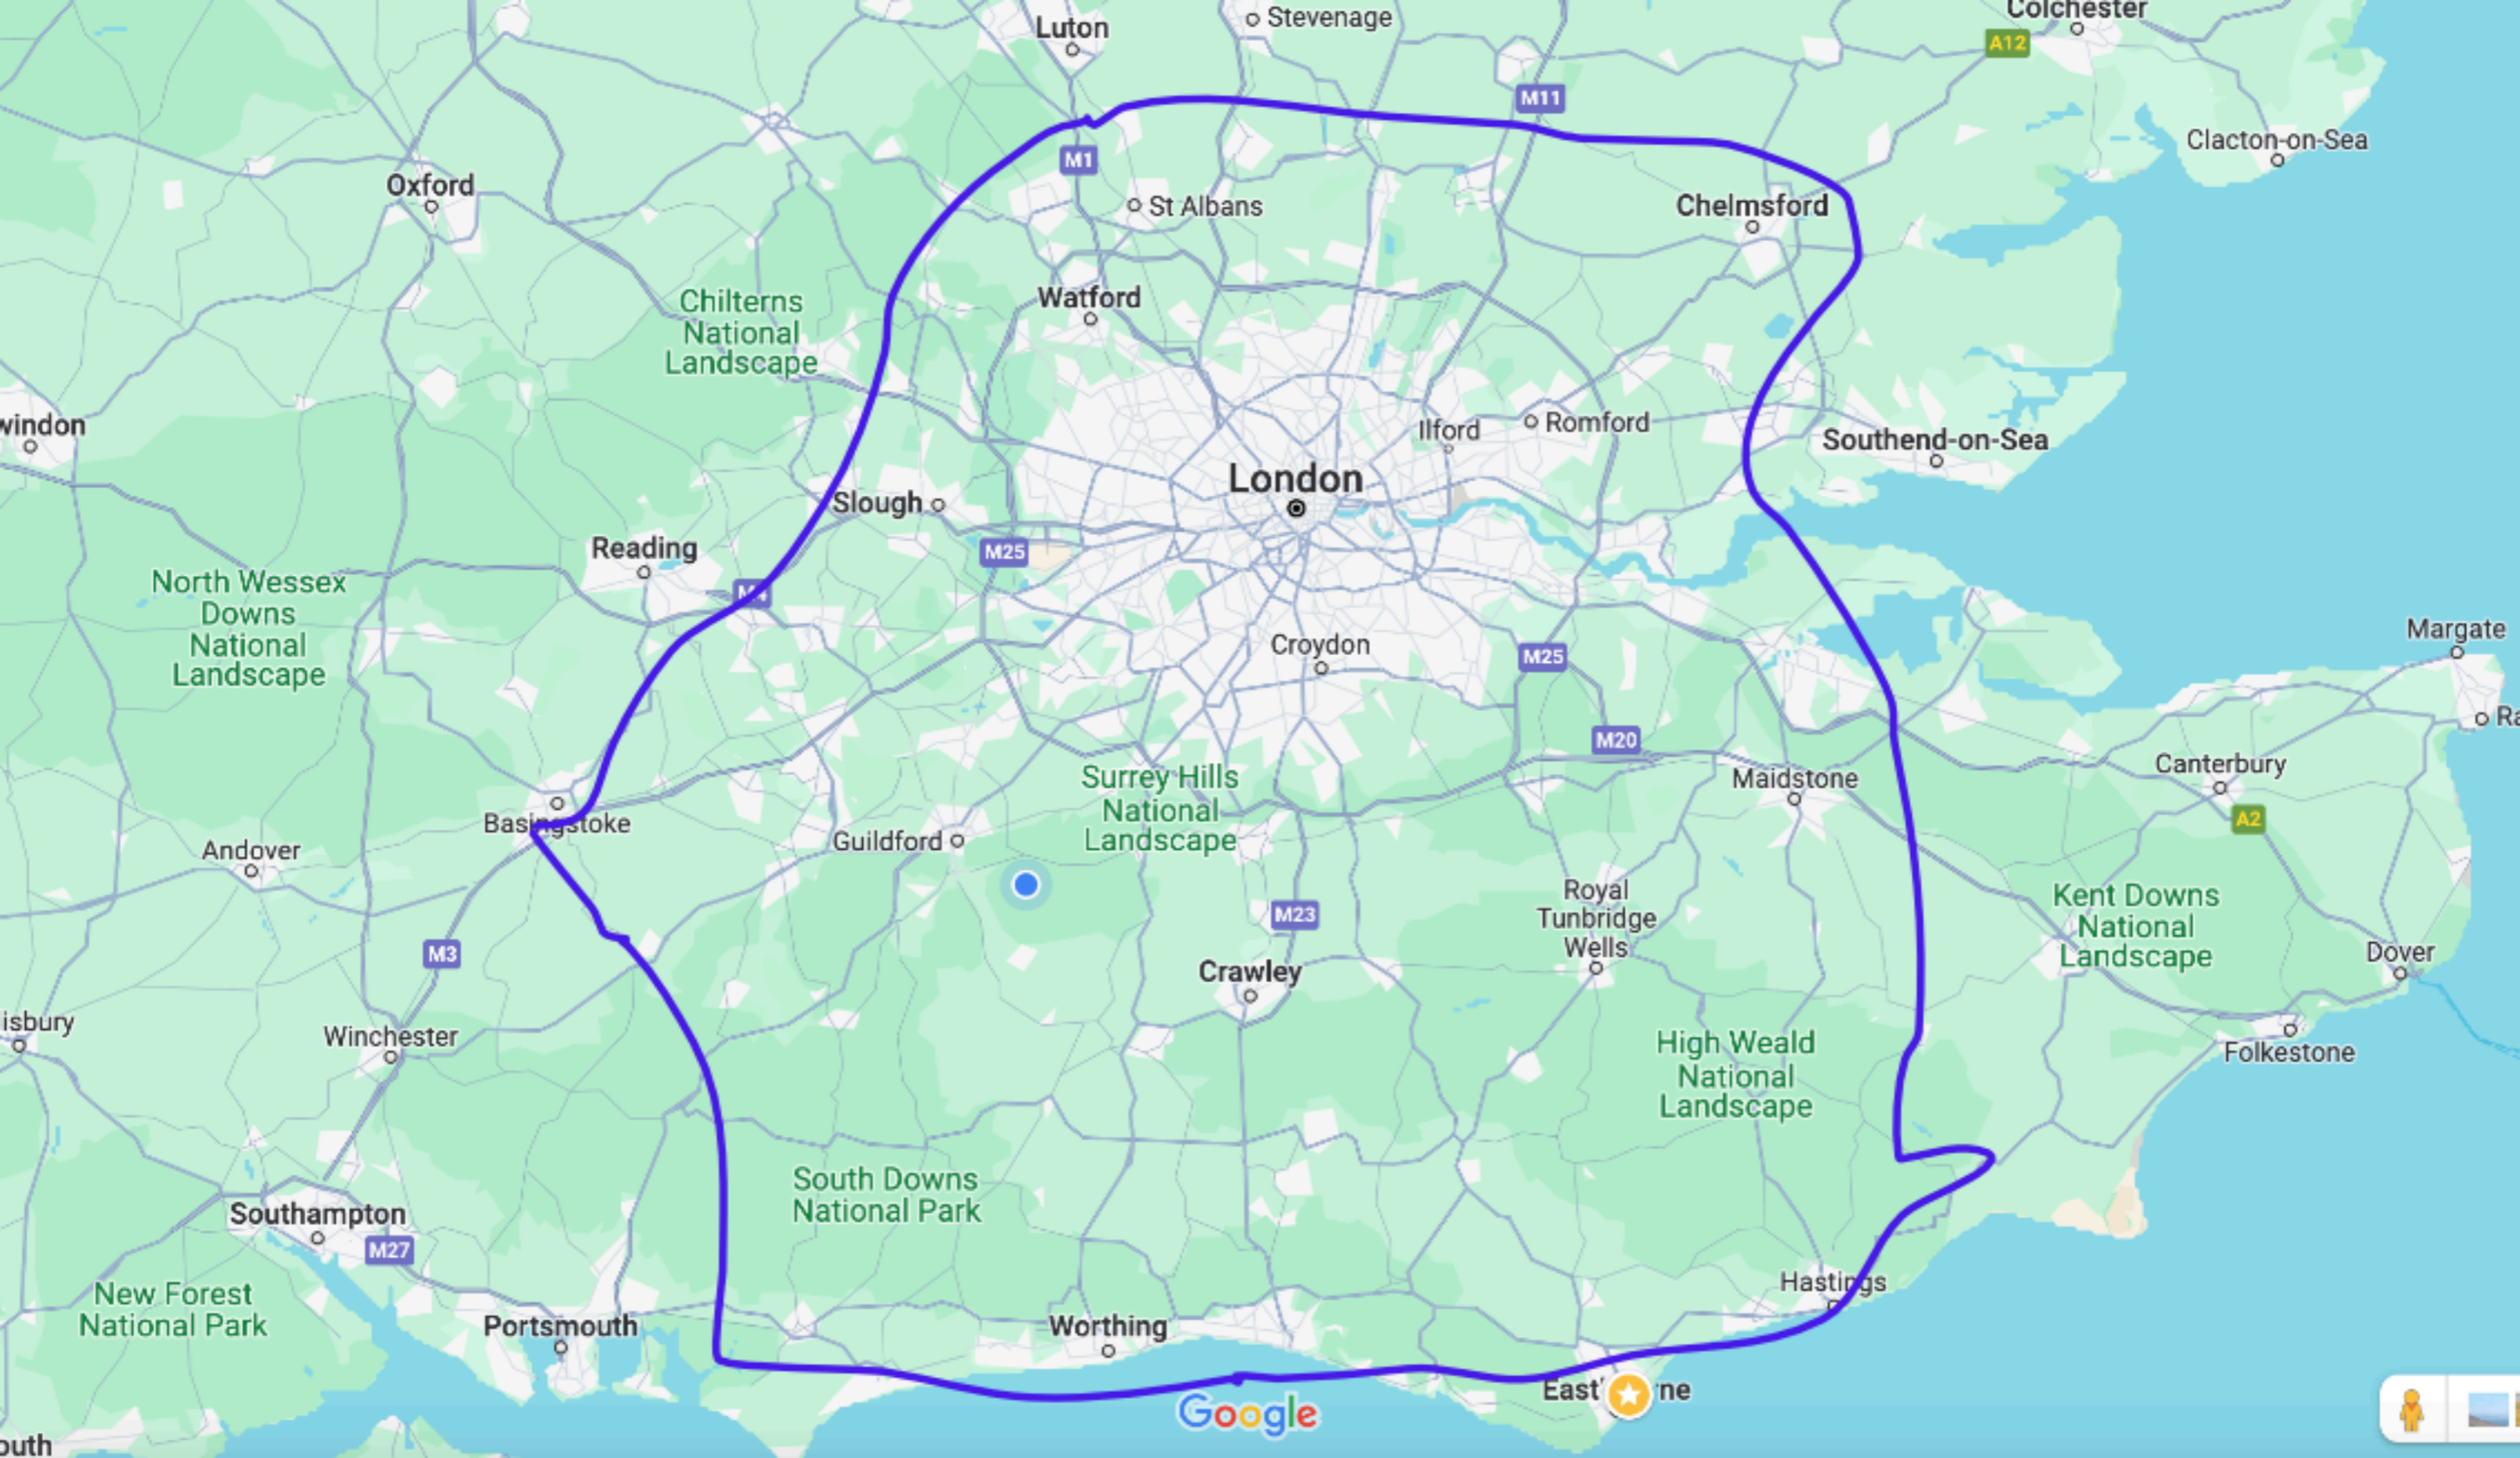 Luton
Stevenage
Colchester
A12
M11
Clacton-on-Sea
M1
Oxford
St Albans
Chelmsford
Chilterns
National
Landscape
Watford
windon
Ilford
Romford
Southend-on-Sea
London
Slough
Reading
M25
M4
North Wessex
Downs
National
Landscape
Croydon
M25
Margate
Ra
M20
Surrey Hills
National
Landscape
Maidstone
Canterbury
A2
Basingstoke
Guildford
Andover
Royal
Tunbridge
Wells
Kent Downs
National
Landscape
M23
M3
Dover
Crawley
isbury
Winchester
High Weald
National
Landscape
Folkestone
South Downs
National Park
Southampton
M27
New Forest
National Park
Hastings
Portsmouth
Worthing
East ne
Google
outh